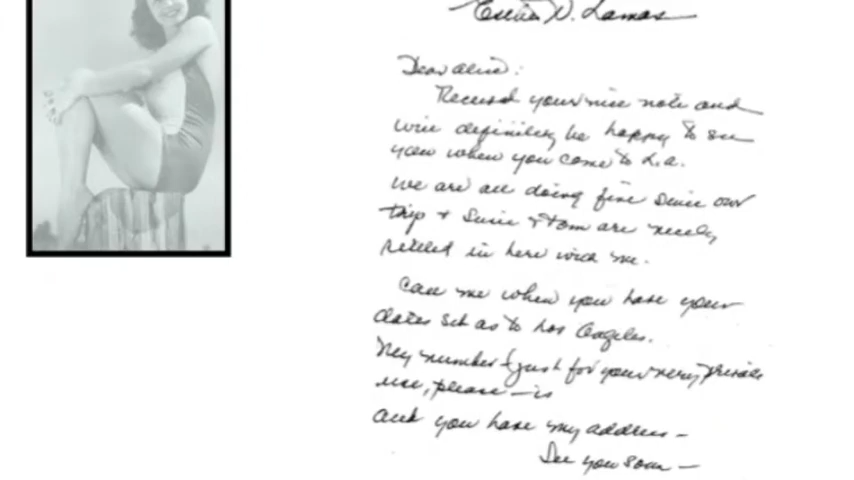 Esther W. Lamas
Dear Alice:
Received your nice note and
will definitely be happy to see
you when you come to L.A.
We are all doing fine since our
trip & Susie & Tom are nicely
settled in here with me.
Call me when you have your
dates set as to Los Angeles.
My number & just for your very private
use, please — is
And you have my address —
See you soon —